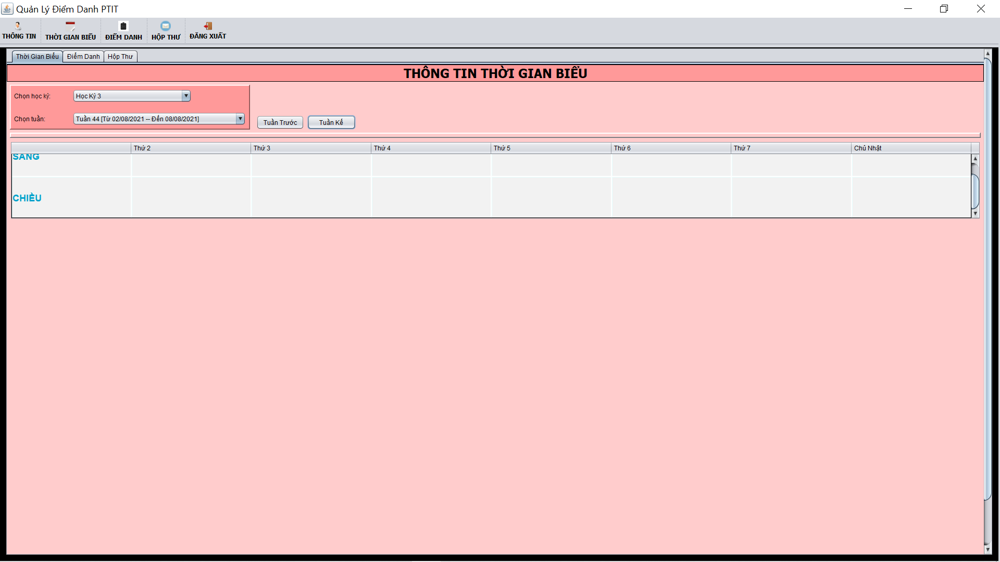 Quản Lý Điểm Danh PTIT
THÔNG TIN THỜI GIAN BIỂU ĐIỂM DANH HỘP THƯ ĐĂNG XUẤT
Thời Gian Biểu Điểm Danh Hộp Thư
THÔNG TIN THỜI GIAN BIỂU
Chọn học kỳ: Học Kỳ 3
Chọn tuần: Tuần 44 [Từ 02/08/2021 -- Đến 08/08/2021] Tuần Trước Tuần Kế
Thứ 2 Thứ 3 Thứ 4 Thứ 5 Thứ 6 Thứ 7 Chủ Nhật
SÁNG
CHIỀU